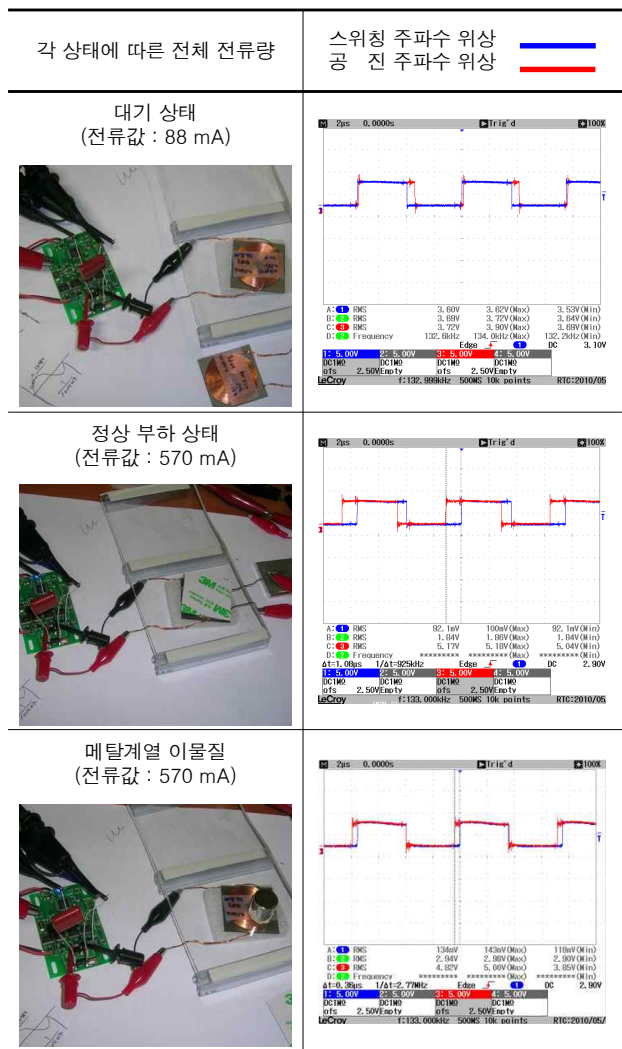 각 상태에 따른 전체 전류량
스위칭 주파수 위상
공 진 주파수 위상
대기 상태
(전류값 : 88 mA)
M 2µs 0.0000s Trig'd 100%
3
T
A: 1 RMS 3.60V 3.62V(Max) 3.53V(Min)
B: 2 RMS 3.69V 3.72V(Max) 3.64V(Min)
C: 3 RMS 3.72V 3.90V(Max) 3.69V(Min)
D: 2 Frequency 132.6kHz 134.0kHz(Max) 132.2kHz(Min)
Edge 1 DC 3.10V
1: 5.00V 2: 5.00V 3: 5.00V 4: 5.00V
DC1MΩ DC1MΩ DC1MΩ DC1MΩ
ofs 2.50V Empty ofs 2.50V Empty
LeCroy f:132.999kHz 500MS 10k points RTC:2010/05
정상 부하 상태
(전류값 : 570 mA)
3M
M 2µs 0.0000s Trig'd 100%
3
T
A: 1 RMS 92.1mV 100mV(Max) 92.1mV(Min)
B: 2 RMS 1.84V 1.86V(Max) 1.84V(Min)
C: 3 RMS 5.17V 5.18V(Max) 5.04V(Min)
D: 2 Frequency ******** ********(Max) ********(Min)
Δt=1.08µs 1/Δt=925kHz Edge 1 DC 2.90V
1: 5.00V 2: 5.00V 3: 5.00V 4: 5.00V
DC1MΩ DC1MΩ DC1MΩ DC1MΩ
ofs 2.50V Empty ofs 2.50V Empty
LeCroy f:133.000kHz 500MS 10k points RTC:2010/05
메탈계열 이물질
(전류값 : 570 mA)
M 2µs 0.0000s Trig'd 100%
3
T
A: 1 RMS 134mV 143mV(Max) 118mV(Min)
B: 2 RMS 2.94V 2.98V(Max) 2.90V(Min)
C: 3 RMS 4.82V 5.00V(Max) 3.85V(Min)
D: 2 Frequency ******** ********(Max) ********(Min)
Δt=0.36µs 1/Δt=2.77MHz Edge 1 DC 2.90V
1: 5.00V 2: 5.00V 3: 5.00V 4: 5.00V
DC1MΩ DC1MΩ DC1MΩ DC1MΩ
ofs 2.50V Empty ofs 2.50V Empty
LeCroy f:133.000kHz 500MS 10k points RTC:2010/05/